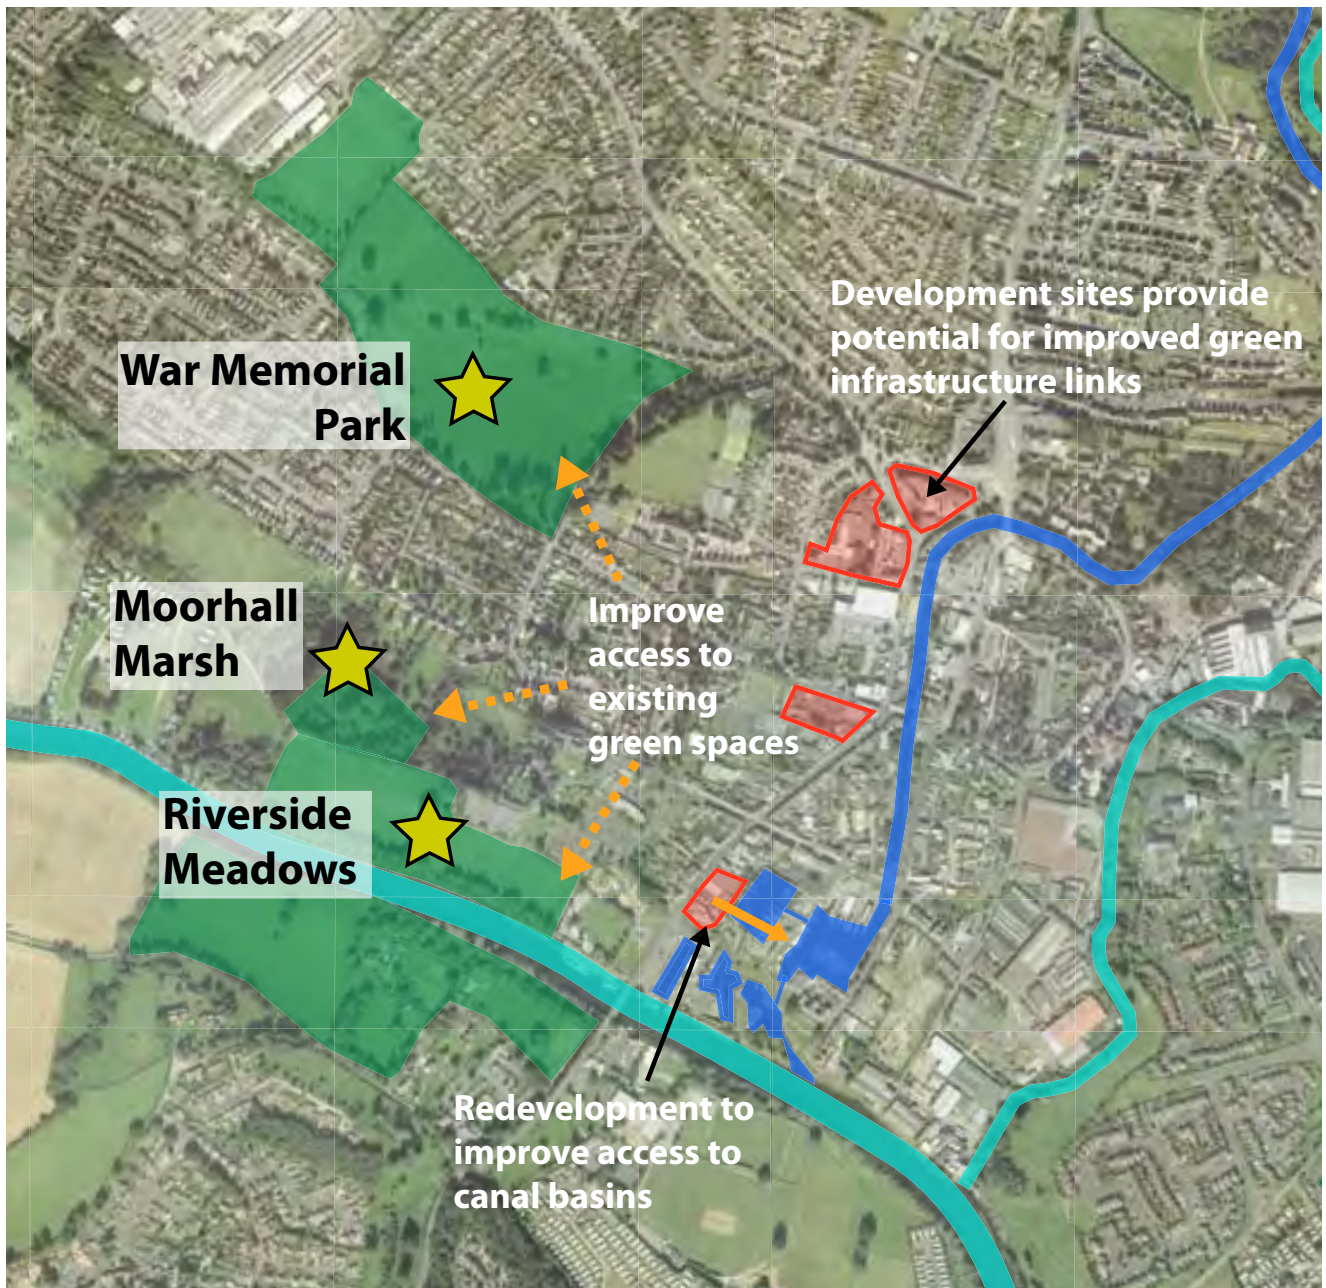 Development sites provide
potential for improved green
infrastructure links
War Memorial
Park
Moorhall
Marsh
Improve
access to
existing
green spaces
Riverside
Meadows
Redevelopment to
improve access to
canal basins